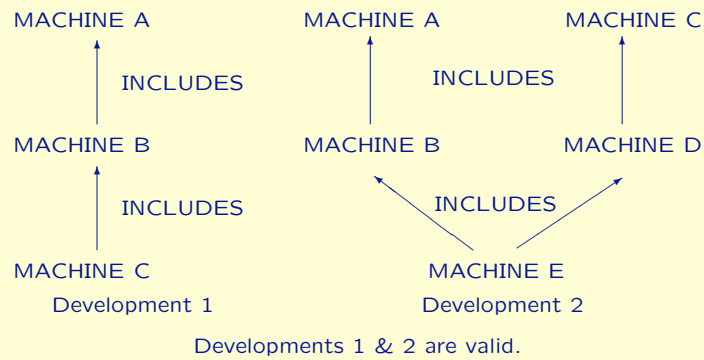 MACHINE A MACHINE A MACHINE C
INCLUDES INCLUDES
MACHINE B MACHINE B MACHINE D
INCLUDES INCLUDES
MACHINE C MACHINE E
Development 1 Development 2
Developments 1 & 2 are valid.